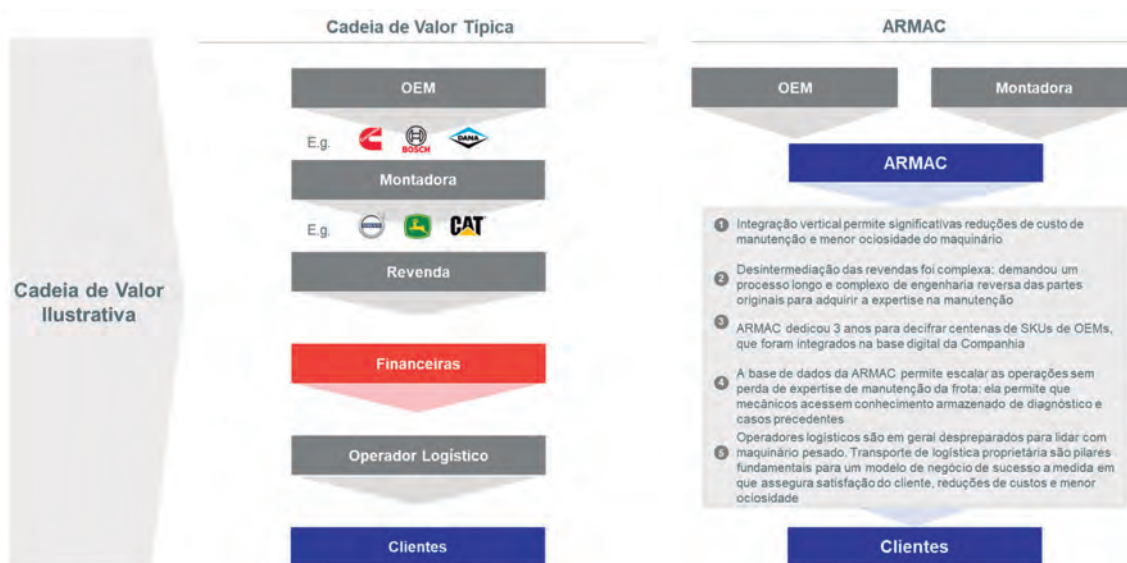 Cadeia de Valor
Ilustrativa
Cadeia de Valor Típica
OEM
E.g.
BOSCH
DANA
Montadora
E.g.
CAT
Revenda
Financeiras
Operador Logístico
Clientes
ARMAC
OEM
Montadora
ARMAC
1 Integração vertical permite significativas reduções de custo de
manutenção e menor ociosidade do maquinário
2 Desintermediação das revendas foi complexa: demandou um
processo longo e complexo de engenharia reversa das partes
originais para adquirir a expertise na manutenção
3 ARMAC dedicou 3 anos para decifrar centenas de SKUs de OEMs,
que foram integrados na base digital da Companhia
4 A base de dados da ARMAC permite escalar as operações sem
perda de expertise de manutenção da frota: ela permite que
mecânicos acessem conhecimento armazenado de diagnóstico e
casos precedentes
5 Operadores logísticos são em geral despreparados para lidar com
maquinário pesado. Transporte de logística proprietária são pilares
fundamentais para um modelo de negócio de sucesso a medida em
que assegura satisfação do cliente, reduções de custos e menor
ociosidade
Clientes